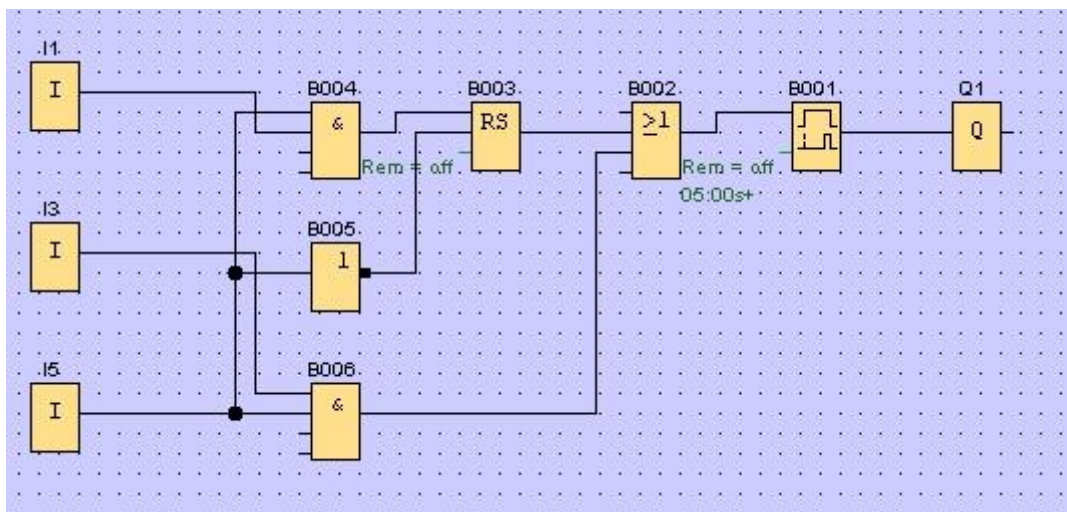 I1
I
B004
&
B003
RS
Rem = off
B002
≥1
B001
Rem = off
05:00s+
Q1
Q
I3
I
B005
1
I5
I
B006
&